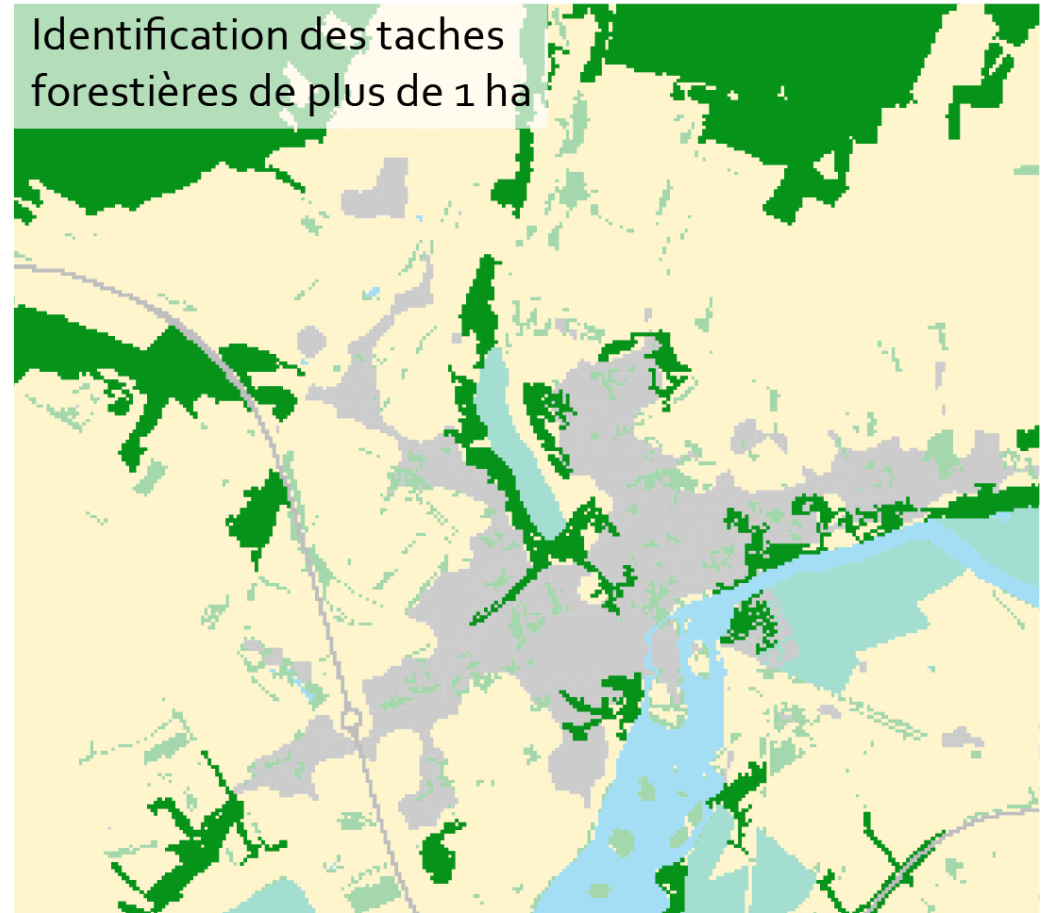 Identification des taches
forestières de plus de 1 ha